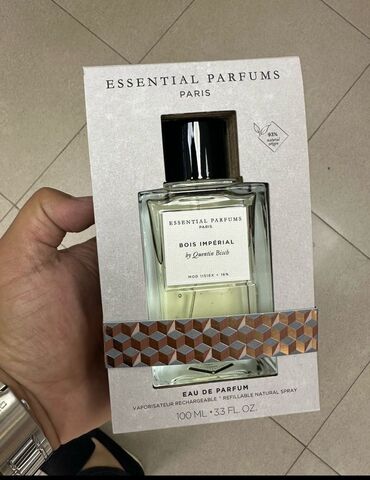 ESSENTIAL PARFUMS
PARIS
93%
natural
origin
ESSENTIAL PARFUMS
PARIS
BOIS IMPÉRIAL
by Quentin Bisch
EAU DE PARFUM
VAPORISATEUR RECHARGEABLE • REFILLABLE NATURAL SPRAY
100 ML • 3.3 FL. OZ.